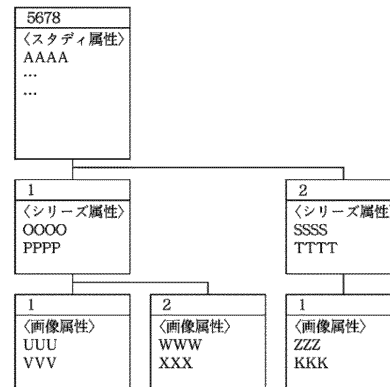 5678
〈スタディ属性〉
AAAA
…
…
1
〈シリーズ属性〉
OOOO
PPPP
2
〈シリーズ属性〉
SSSS
TTTT
1
〈画像属性〉
UUU
VVV
2
〈画像属性〉
WWW
XXX
1
〈画像属性〉
ZZZ
KKK